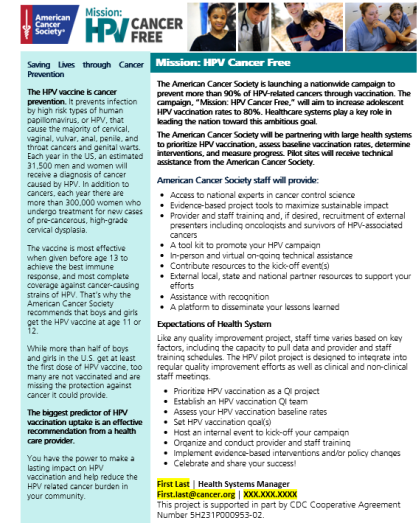 American
Cancer
Society®
Mission:
HPV CANCER
FREE
Saving Lives through Cancer
Prevention
The HPV vaccine is cancer
prevention. It prevents infection
by high risk types of human
papillomavirus, or HPV, that
cause the majority of cervical,
vaginal, vulvar, anal, penile, and
throat cancers and genital warts.
Each year in the US, an estimated
31,500 men and women will
receive a diagnosis of cancer
caused by HPV. In addition to
cancers, each year there are
more than 300,000 women who
undergo treatment for new cases
of pre-cancerous, high-grade
cervical dysplasia.
The vaccine is most effective
when given before age 13 to
achieve the best immune
response, and most complete
coverage against cancer-causing
strains of HPV. That's why the
American Cancer Society
recommends that boys and girls
get the HPV vaccine at age 11 or
12.
While more than half of boys
and girls in the U.S. get at least
the first dose of HPV vaccine, too
many are not vaccinated and are
missing the protection against
cancer it could provide.
The biggest predictor of HPV
vaccination uptake is an effective
recommendation from a health
care provider.
You have the power to make a
lasting impact on HPV
vaccination and help reduce the
HPV related cancer burden in
your community.
Mission: HPV Cancer Free
The American Cancer Society is launching a nationwide campaign to
prevent more than 90% of HPV-related cancers through vaccination. The
campaign, "Mission: HPV Cancer Free," will aim to increase adolescent
HPV vaccination rates to 80%. Healthcare systems play a key role in
leading the nation toward this ambitious goal.
The American Cancer Society will be partnering with large health systems
to prioritize HPV vaccination, assess baseline vaccination rates, determine
interventions, and measure progress. Pilot sites will receive technical
assistance from the American Cancer Society.
American Cancer Society staff will provide:
• Access to national experts in cancer control science
• Evidence-based project tools to maximize sustainable impact
• Provider and staff training and, if desired, recruitment of external
presenters including oncologists and survivors of HPV-associated
cancers
• A tool kit to promote your HPV campaign
• In-person and virtual on-going technical assistance
• Contribute resources to the kick-off event(s)
• External local, state and national partner resources to support your
efforts
• Assistance with recognition
• A platform to disseminate your lessons learned
Expectations of Health System
Like any quality improvement project, staff time varies based on key
factors, including the capacity to pull data and provider and staff
training schedules. The HPV pilot project is designed to integrate into
regular quality improvement efforts as well as clinical and non-clinical
staff meetings.
• Prioritize HPV vaccination as a QI project
• Establish an HPV vaccination QI team
• Assess your HPV vaccination baseline rates
• Set HPV vaccination goal(s)
• Host an internal event to kick-off your campaign
• Organize and conduct provider and staff training
• Implement evidence-based interventions and/or policy changes
• Celebrate and share your success!
First Last | Health Systems Manager
First.last@cancer.org | XXX.XXX.XXXX
This project is supported in part by CDC Cooperative Agreement
Number 5H231P000953-02.